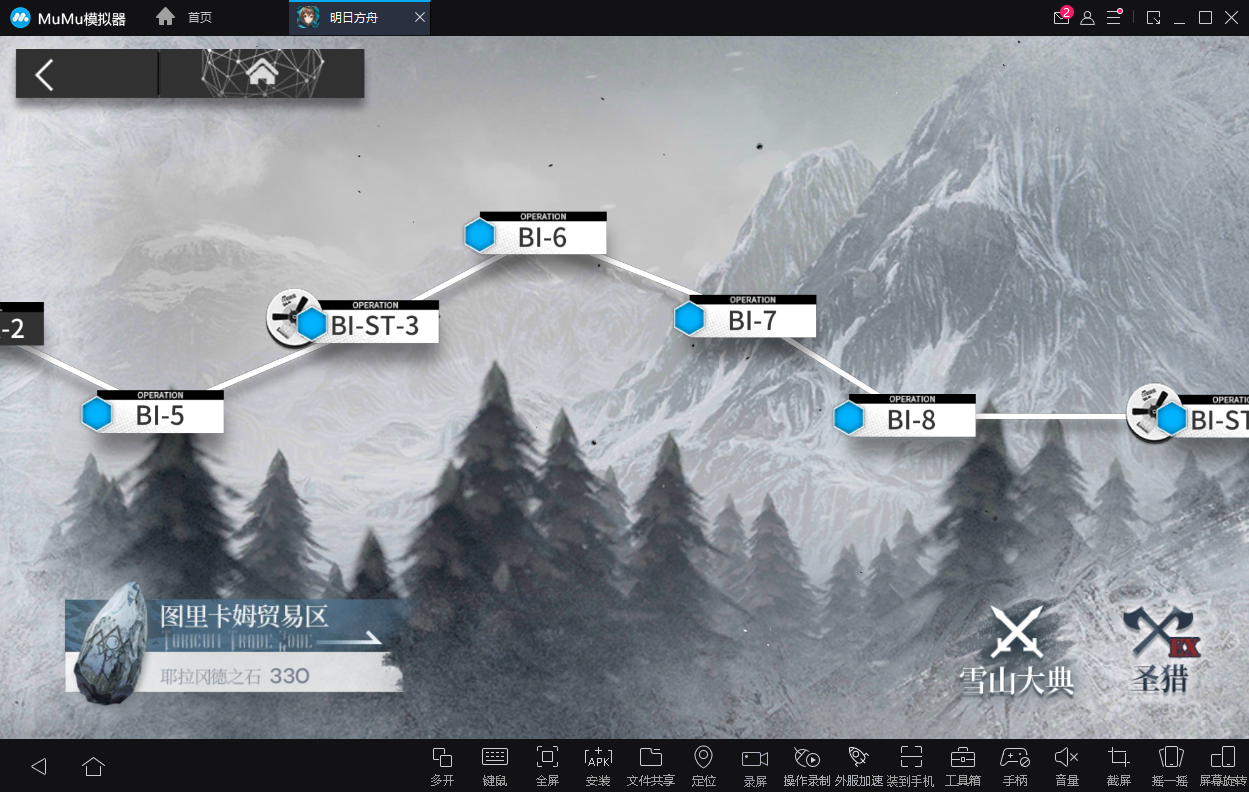 MuMu模拟器
首页
明日方舟
2
OPERATION
BI-6
OPERATION
BI-7
OPERATION
BI-ST-3
-2
OPERATION
BI-5
OPERATION
BI-8
OPERATIO
BI-ST
图里卡姆贸易区
耶拉冈德之石 330
雪山大典
EX
圣猎
多开
键鼠
全屏
APK
安装
文件共享
定位
录屏
操作录制
外服加速
装到手机
工具箱
手柄
音量
截屏
摇一摇
屏幕旋转